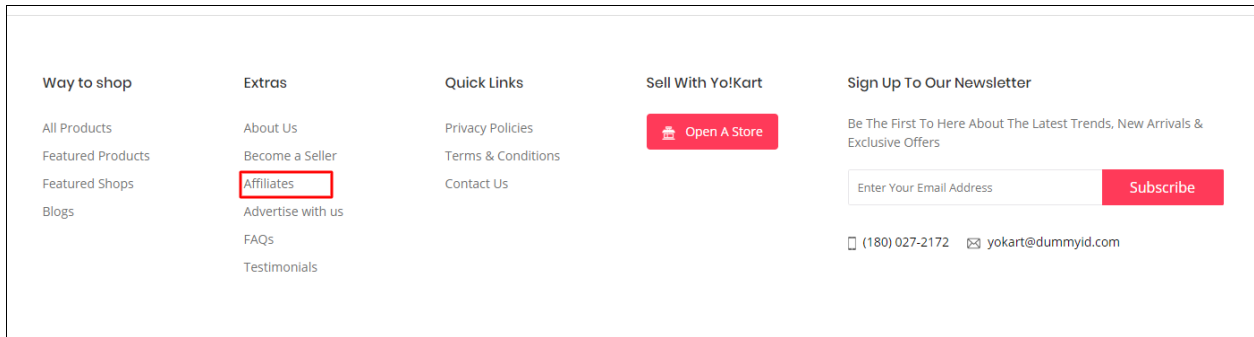 Way to shop
All Products
Featured Products
Featured Shops
Blogs
Extras
About Us
Become a Seller
Affiliates
Advertise with us
FAQs
Testimonials
Quick Links
Privacy Policies
Terms & Conditions
Contact Us
Sell With Yo!Kart
Open A Store
Sign Up To Our Newsletter
Be The First To Here About The Latest Trends, New Arrivals &
Exclusive Offers
Enter Your Email Address
Subscribe
(180) 027-2172 yokart@dummyid.com